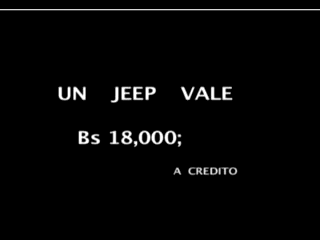 UN JEEP VALE
Bs 18,000;
A CREDITO